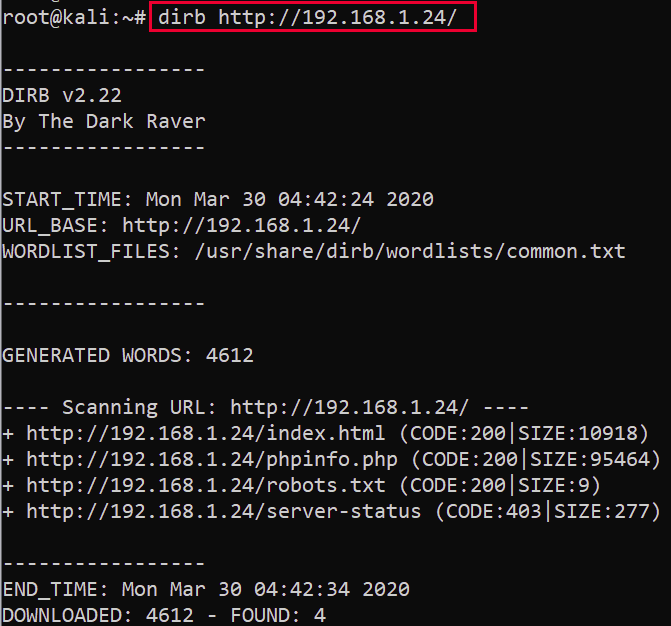 root@kali:~# dirb http://192.168.1.24/
-----------------
DIRB v2.22
By The Dark Raver
-----------------
START_TIME: Mon Mar 30 04:42:24 2020
URL_BASE: http://192.168.1.24/
WORDLIST_FILES: /usr/share/dirb/wordlists/common.txt
-----------------
GENERATED WORDS: 4612
---- Scanning URL: http://192.168.1.24/ ----
+ http://192.168.1.24/index.html (CODE:200|SIZE:10918)
+ http://192.168.1.24/phpinfo.php (CODE:200|SIZE:95464)
+ http://192.168.1.24/robots.txt (CODE:200|SIZE:9)
+ http://192.168.1.24/server-status (CODE:403|SIZE:277)
-----------------
END_TIME: Mon Mar 30 04:42:34 2020
DOWNLOADED: 4612 - FOUND: 4